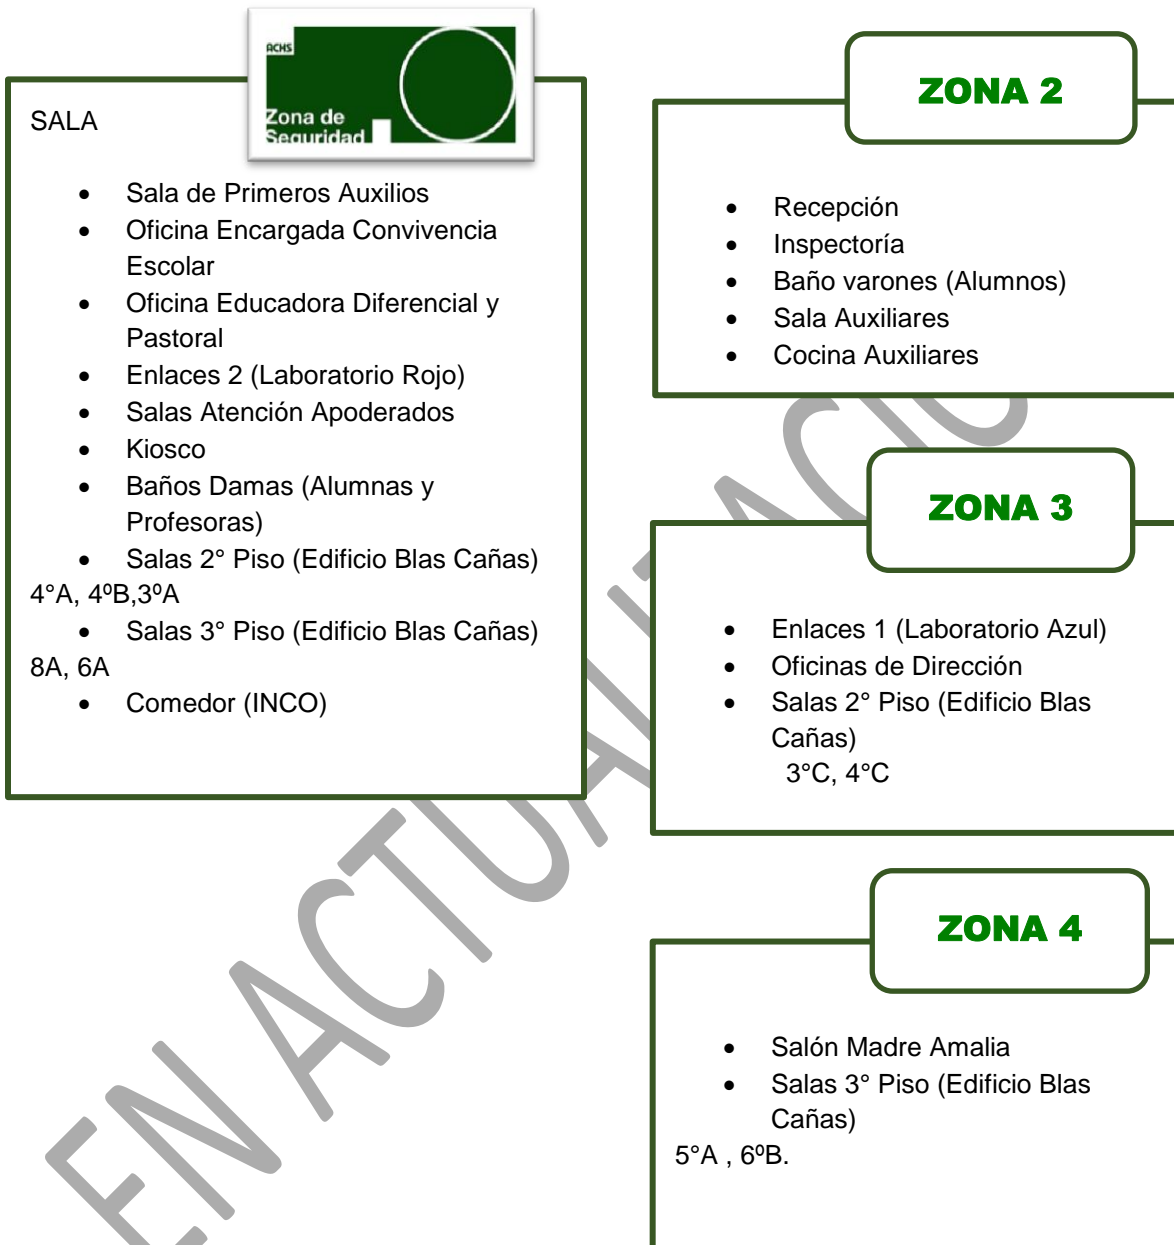 ACHS
Zona de
Seguridad
SALA
• Sala de Primeros Auxilios
• Oficina Encargada Convivencia
Escolar
• Oficina Educadora Diferencial y
Pastoral
• Enlaces 2 (Laboratorio Rojo)
• Salas Atención Apoderados
• Kiosco
• Baños Damas (Alumnas y
Profesoras)
• Salas 2° Piso (Edificio Blas Cañas)
4°A, 4ºB,3ºA
• Salas 3° Piso (Edificio Blas Cañas)
8A, 6A
• Comedor (INCO)
ZONA 2
• Recepción
• Inspectoría
• Baño varones (Alumnos)
• Sala Auxiliares
• Cocina Auxiliares
ZONA 3
• Enlaces 1 (Laboratorio Azul)
• Oficinas de Dirección
• Salas 2° Piso (Edificio Blas
Cañas)
3°C, 4°C
ZONA 4
• Salón Madre Amalia
• Salas 3° Piso (Edificio Blas
Cañas)
5°A , 6ºB.